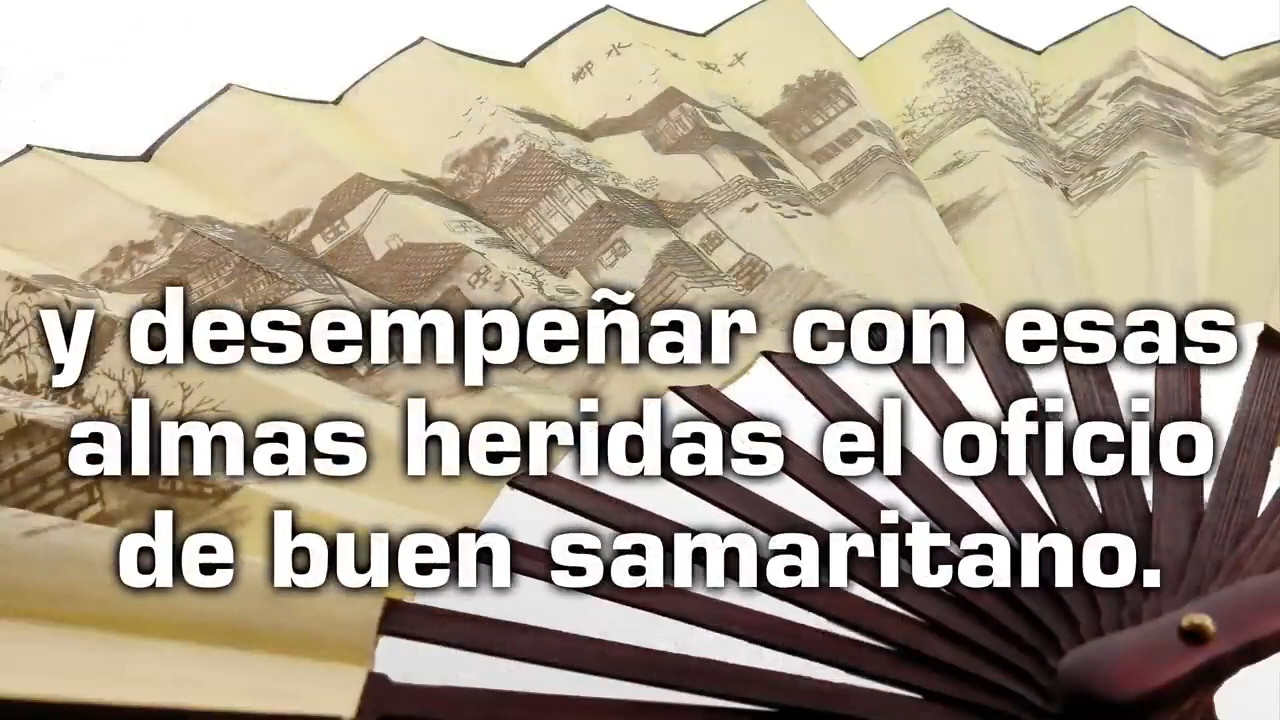 y desempeñar con esas
almas heridas el oficio
de buen samaritano.